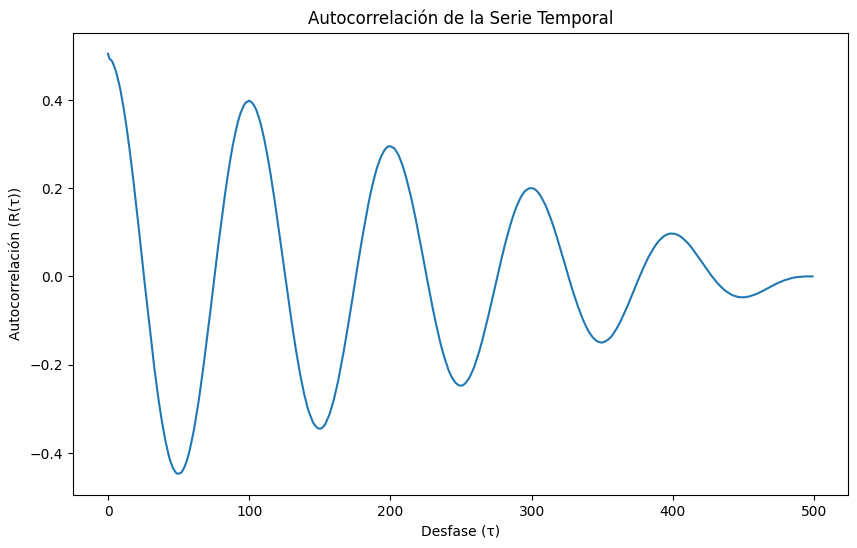 Autocorrelación de la Serie Temporal
Autocorrelación (R(τ))
0.4
0.2
0.0
−0.2
−0.4
0 100 200 300 400 500
Desfase (τ)